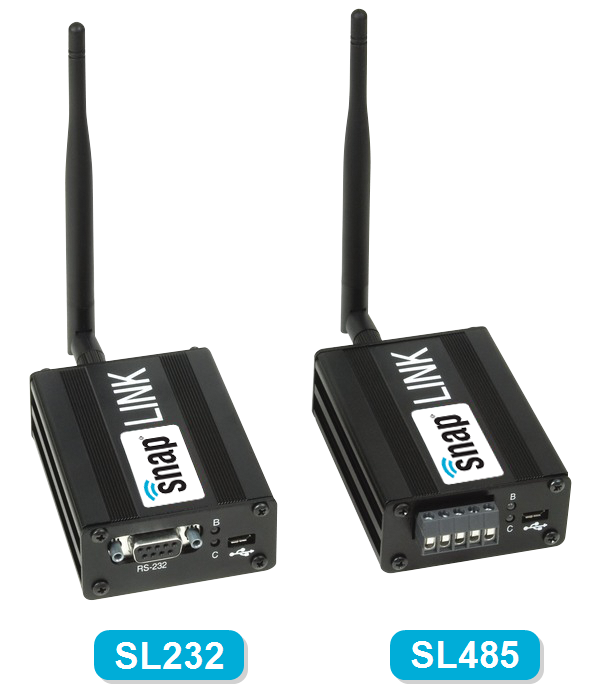 LINK
snap®
LINK
snap®
B
C
RS-232
B
C
SL232
SL485